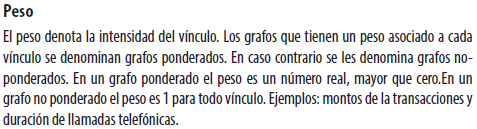 Peso
El peso denota la intensidad del vínculo. Los grafos que tienen un peso asociado a cada
vínculo se denominan grafos ponderados. En caso contrario se les denomina grafos no-
ponderados. En un grafo ponderado el peso es un número real, mayor que cero.En un
grafo no ponderado el peso es 1 para todo vínculo. Ejemplos: montos de la transacciones y
duración de llamadas telefónicas.